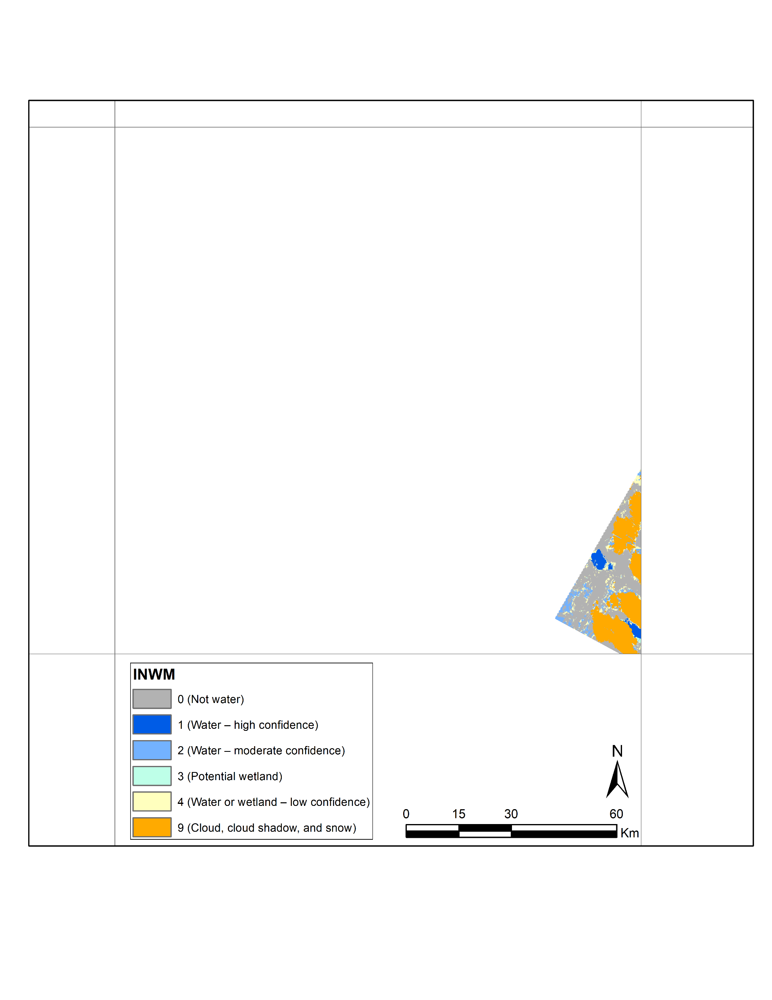 INWM
0 (Not water)
1 (Water – high confidence)
2 (Water – moderate confidence)
3 (Potential wetland)
4 (Water or wetland – low confidence)
9 (Cloud, cloud shadow, and snow)
N
0 15 30 60
Km